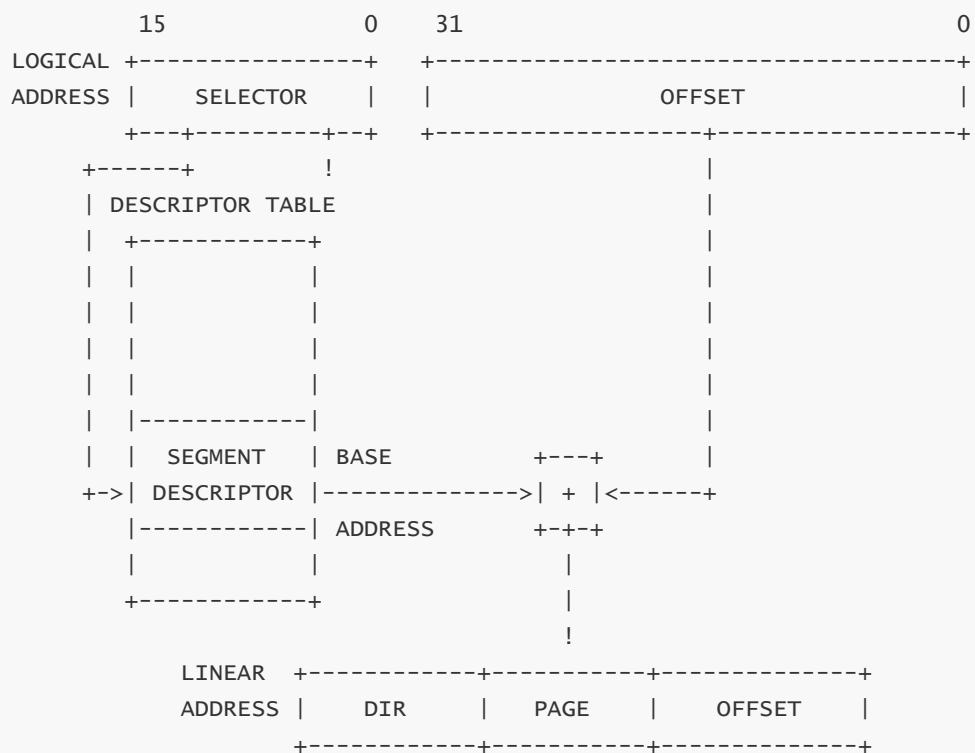 15 0 31 0
LOGICAL +----------------+ +-------------------------------------+
ADDRESS | SELECTOR | | OFFSET |
+---+---------+--+ +-------------------+-----------------+
+------+ ! |
| DESCRIPTOR TABLE |
| +------------+ |
| | | |
| | | |
| | | |
| | | |
| |------------| |
| | SEGMENT | BASE +---+ |
+->| DESCRIPTOR |-------------->| + |<------+
|------------| ADDRESS +-+-+
| | |
+------------+ |
!
LINEAR +------------+-----------+--------------+
ADDRESS | DIR | PAGE | OFFSET |
+------------+-----------+--------------+